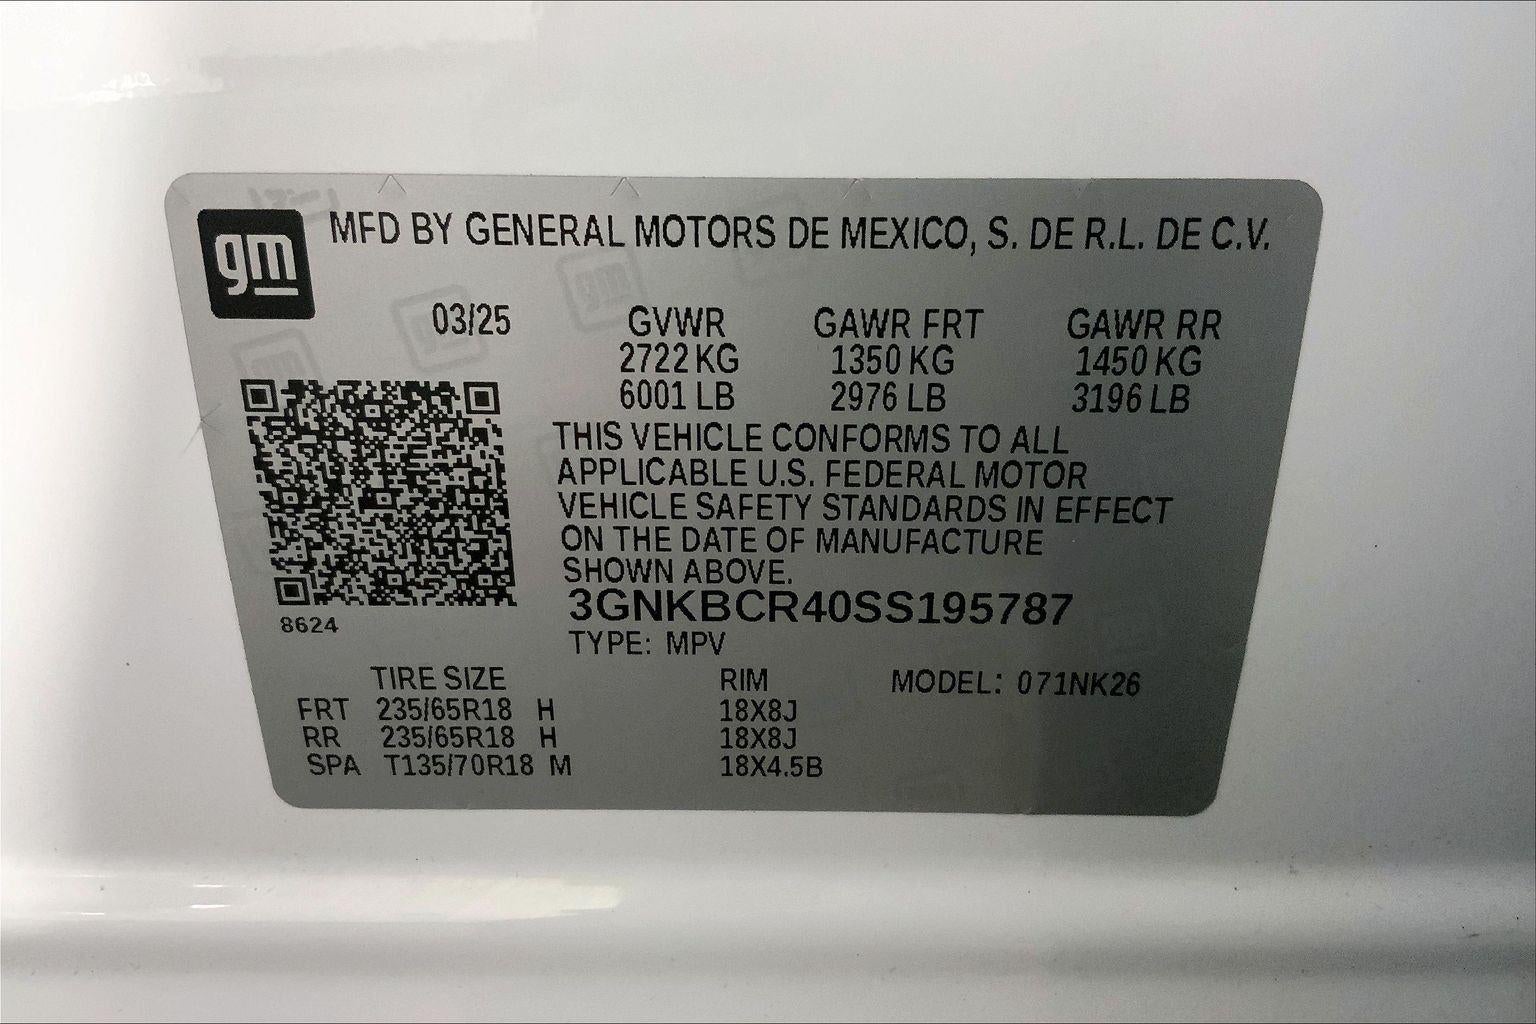 gm MFD BY GENERAL MOTORS DE MEXICO, S. DE R.L. DE C.V.
03/25 GVWR GAWR FRT GAWR RR
2722 KG 1350 KG 1450 KG
6001 LB 2976 LB 3196 LB
THIS VEHICLE CONFORMS TO ALL
APPLICABLE U.S. FEDERAL MOTOR
VEHICLE SAFETY STANDARDS IN EFFECT
ON THE DATE OF MANUFACTURE
SHOWN ABOVE.
3GNKBCR40SS195787
8624
TYPE: MPV
TIRE SIZE RIM MODEL: 071NK26
FRT 235/65R18 H 18X8J
RR 235/65R18 H 18X8J
SPA T135/70R18 M 18X4.5B